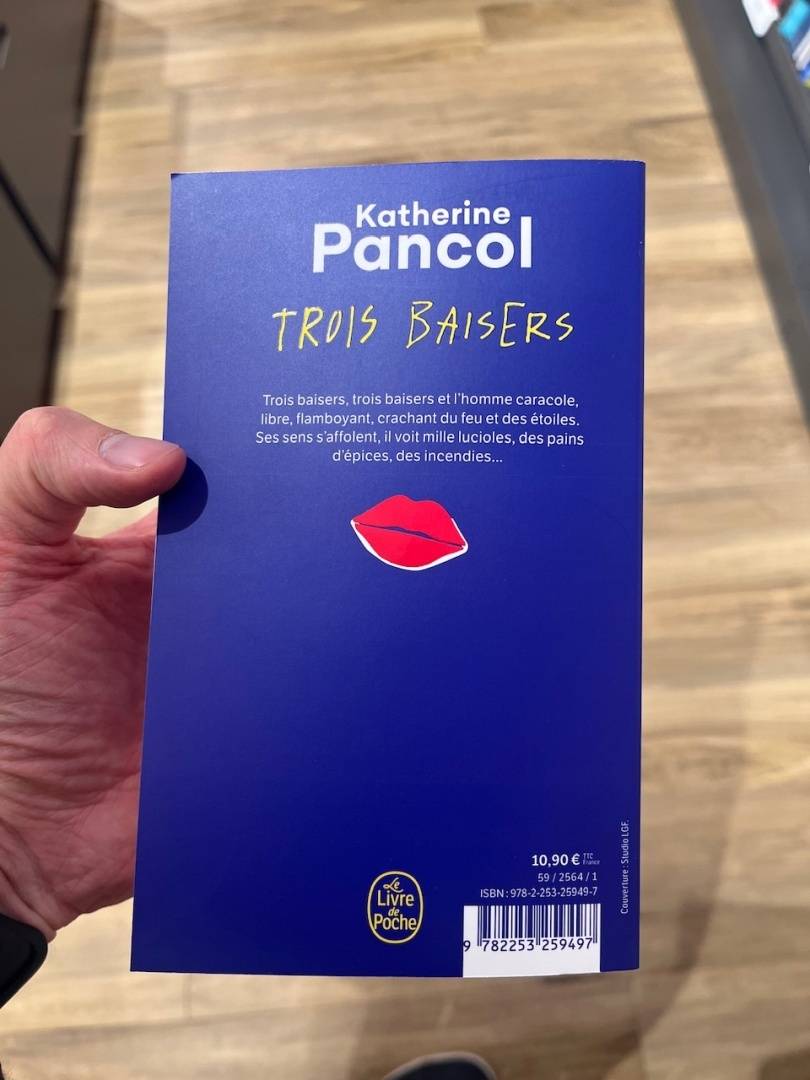 Katherine
Pancol
TROIS BAISERS
Trois baisers, trois baisers et l'homme caracole,
libre, flamboyant, crachant du feu et des étoiles.
Ses sens s'affolent, il voit mille lucioles, des pains
d'épices, des incendies...
10,90 € TTC France
59 / 2564 / 1
ISBN : 978-2-253-25949-7
9 782253 259497
Le
Livre
de
Poche
Couverture : Studio LGF.